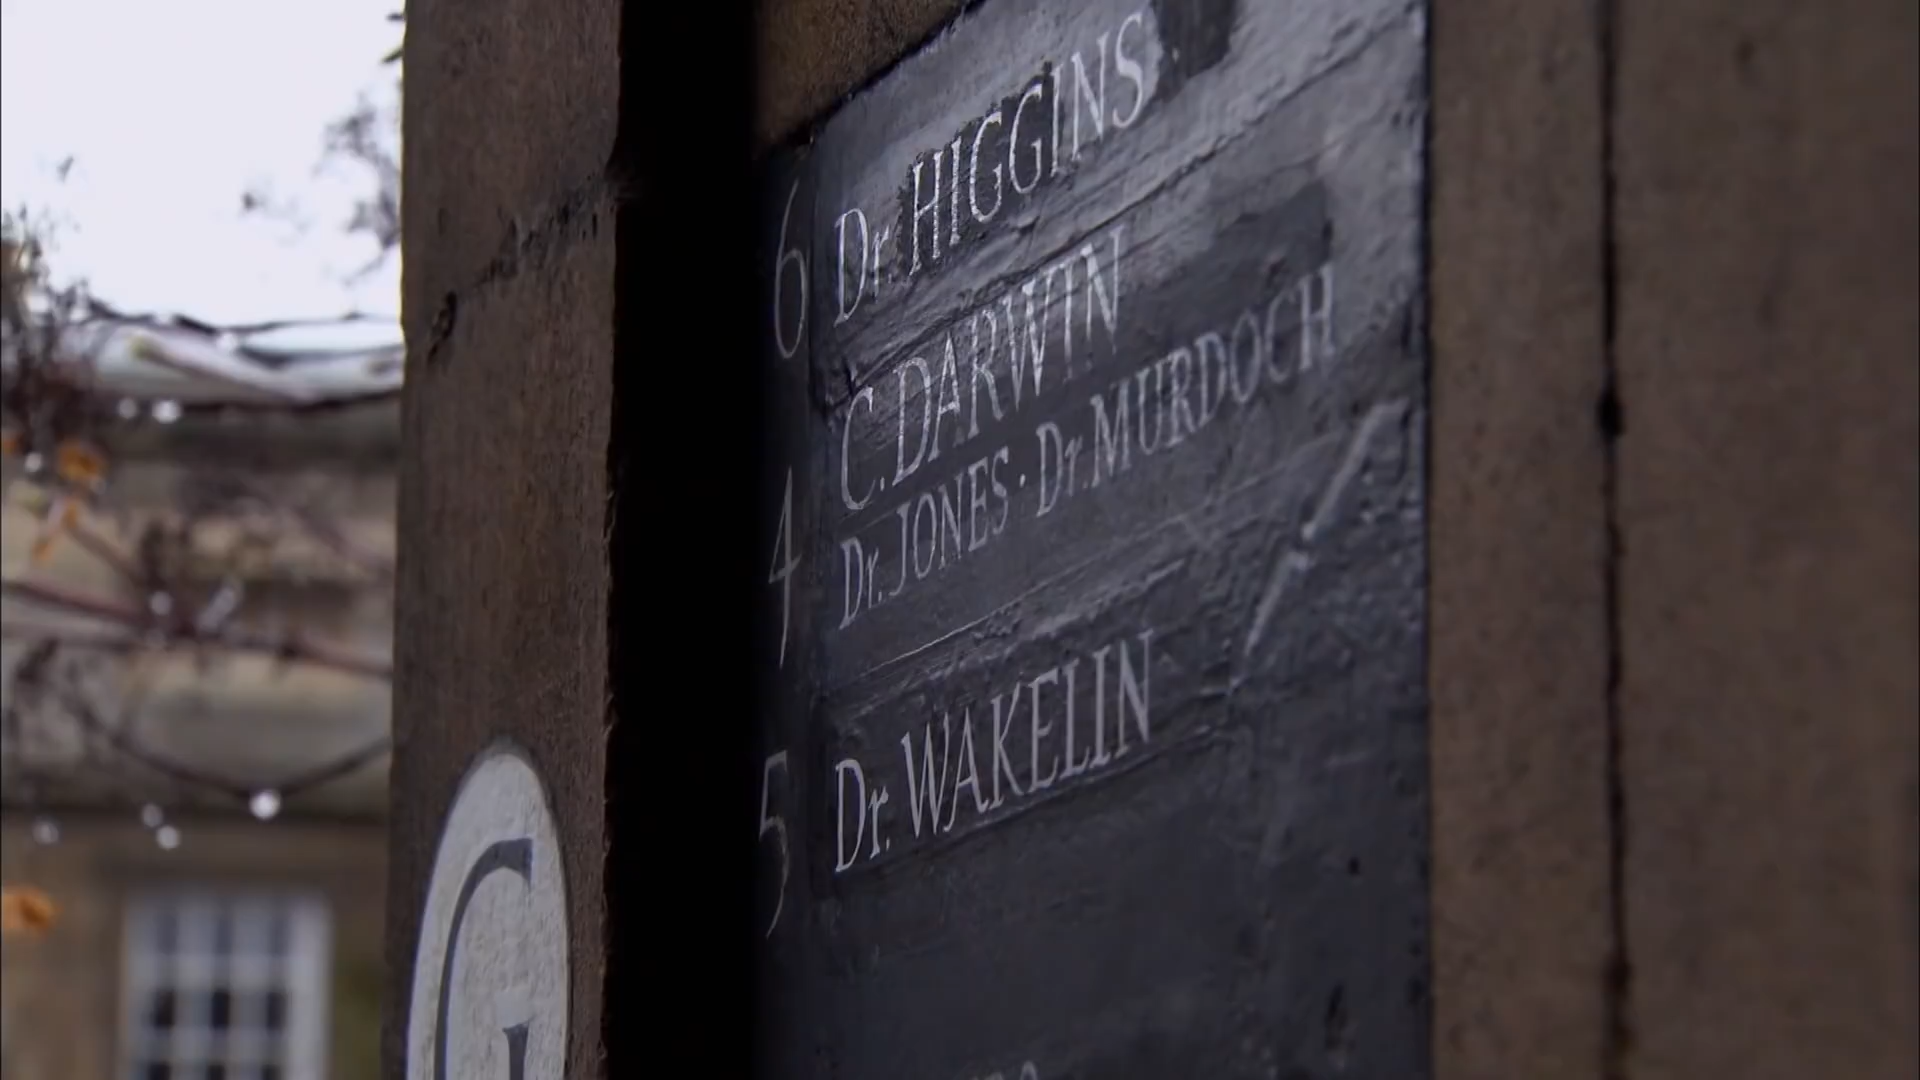 6 Dr. HIGGINS
C. DARWIN
4 Dr. JONES · Dr. MURDOCH
5 Dr. WAKELIN
G